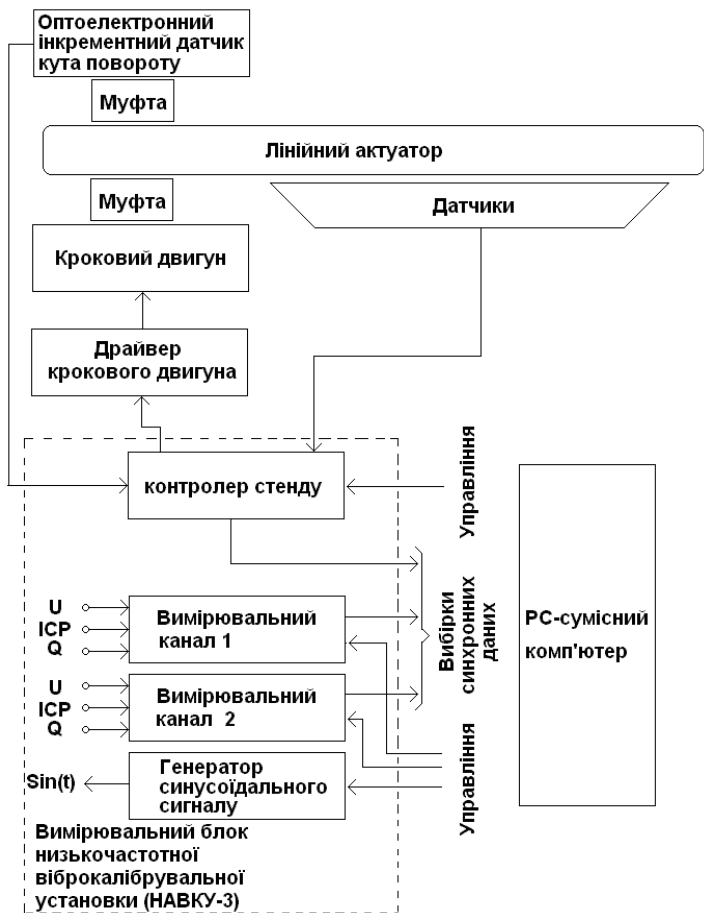 Оптоелектронний
інкрементний датчик
кута повороту
Муфта
Лінійний актуатор
Муфта
Датчики
Кроковий двигун
Драйвер
крокового двигуна
контролер стенду
Управління
U
ICP
Q
Вимірювальний
канал 1
Вибірки
синхронних
даних
РС-сумісний
комп'ютер
U
ICP
Q
Вимірювальний
канал 2
Sin(t)
Генератор
синусоїдального
сигналу
Управління
Вимірювальний блок
низькочастотної
віброкалібрувальної
установки (НАВКУ-3)